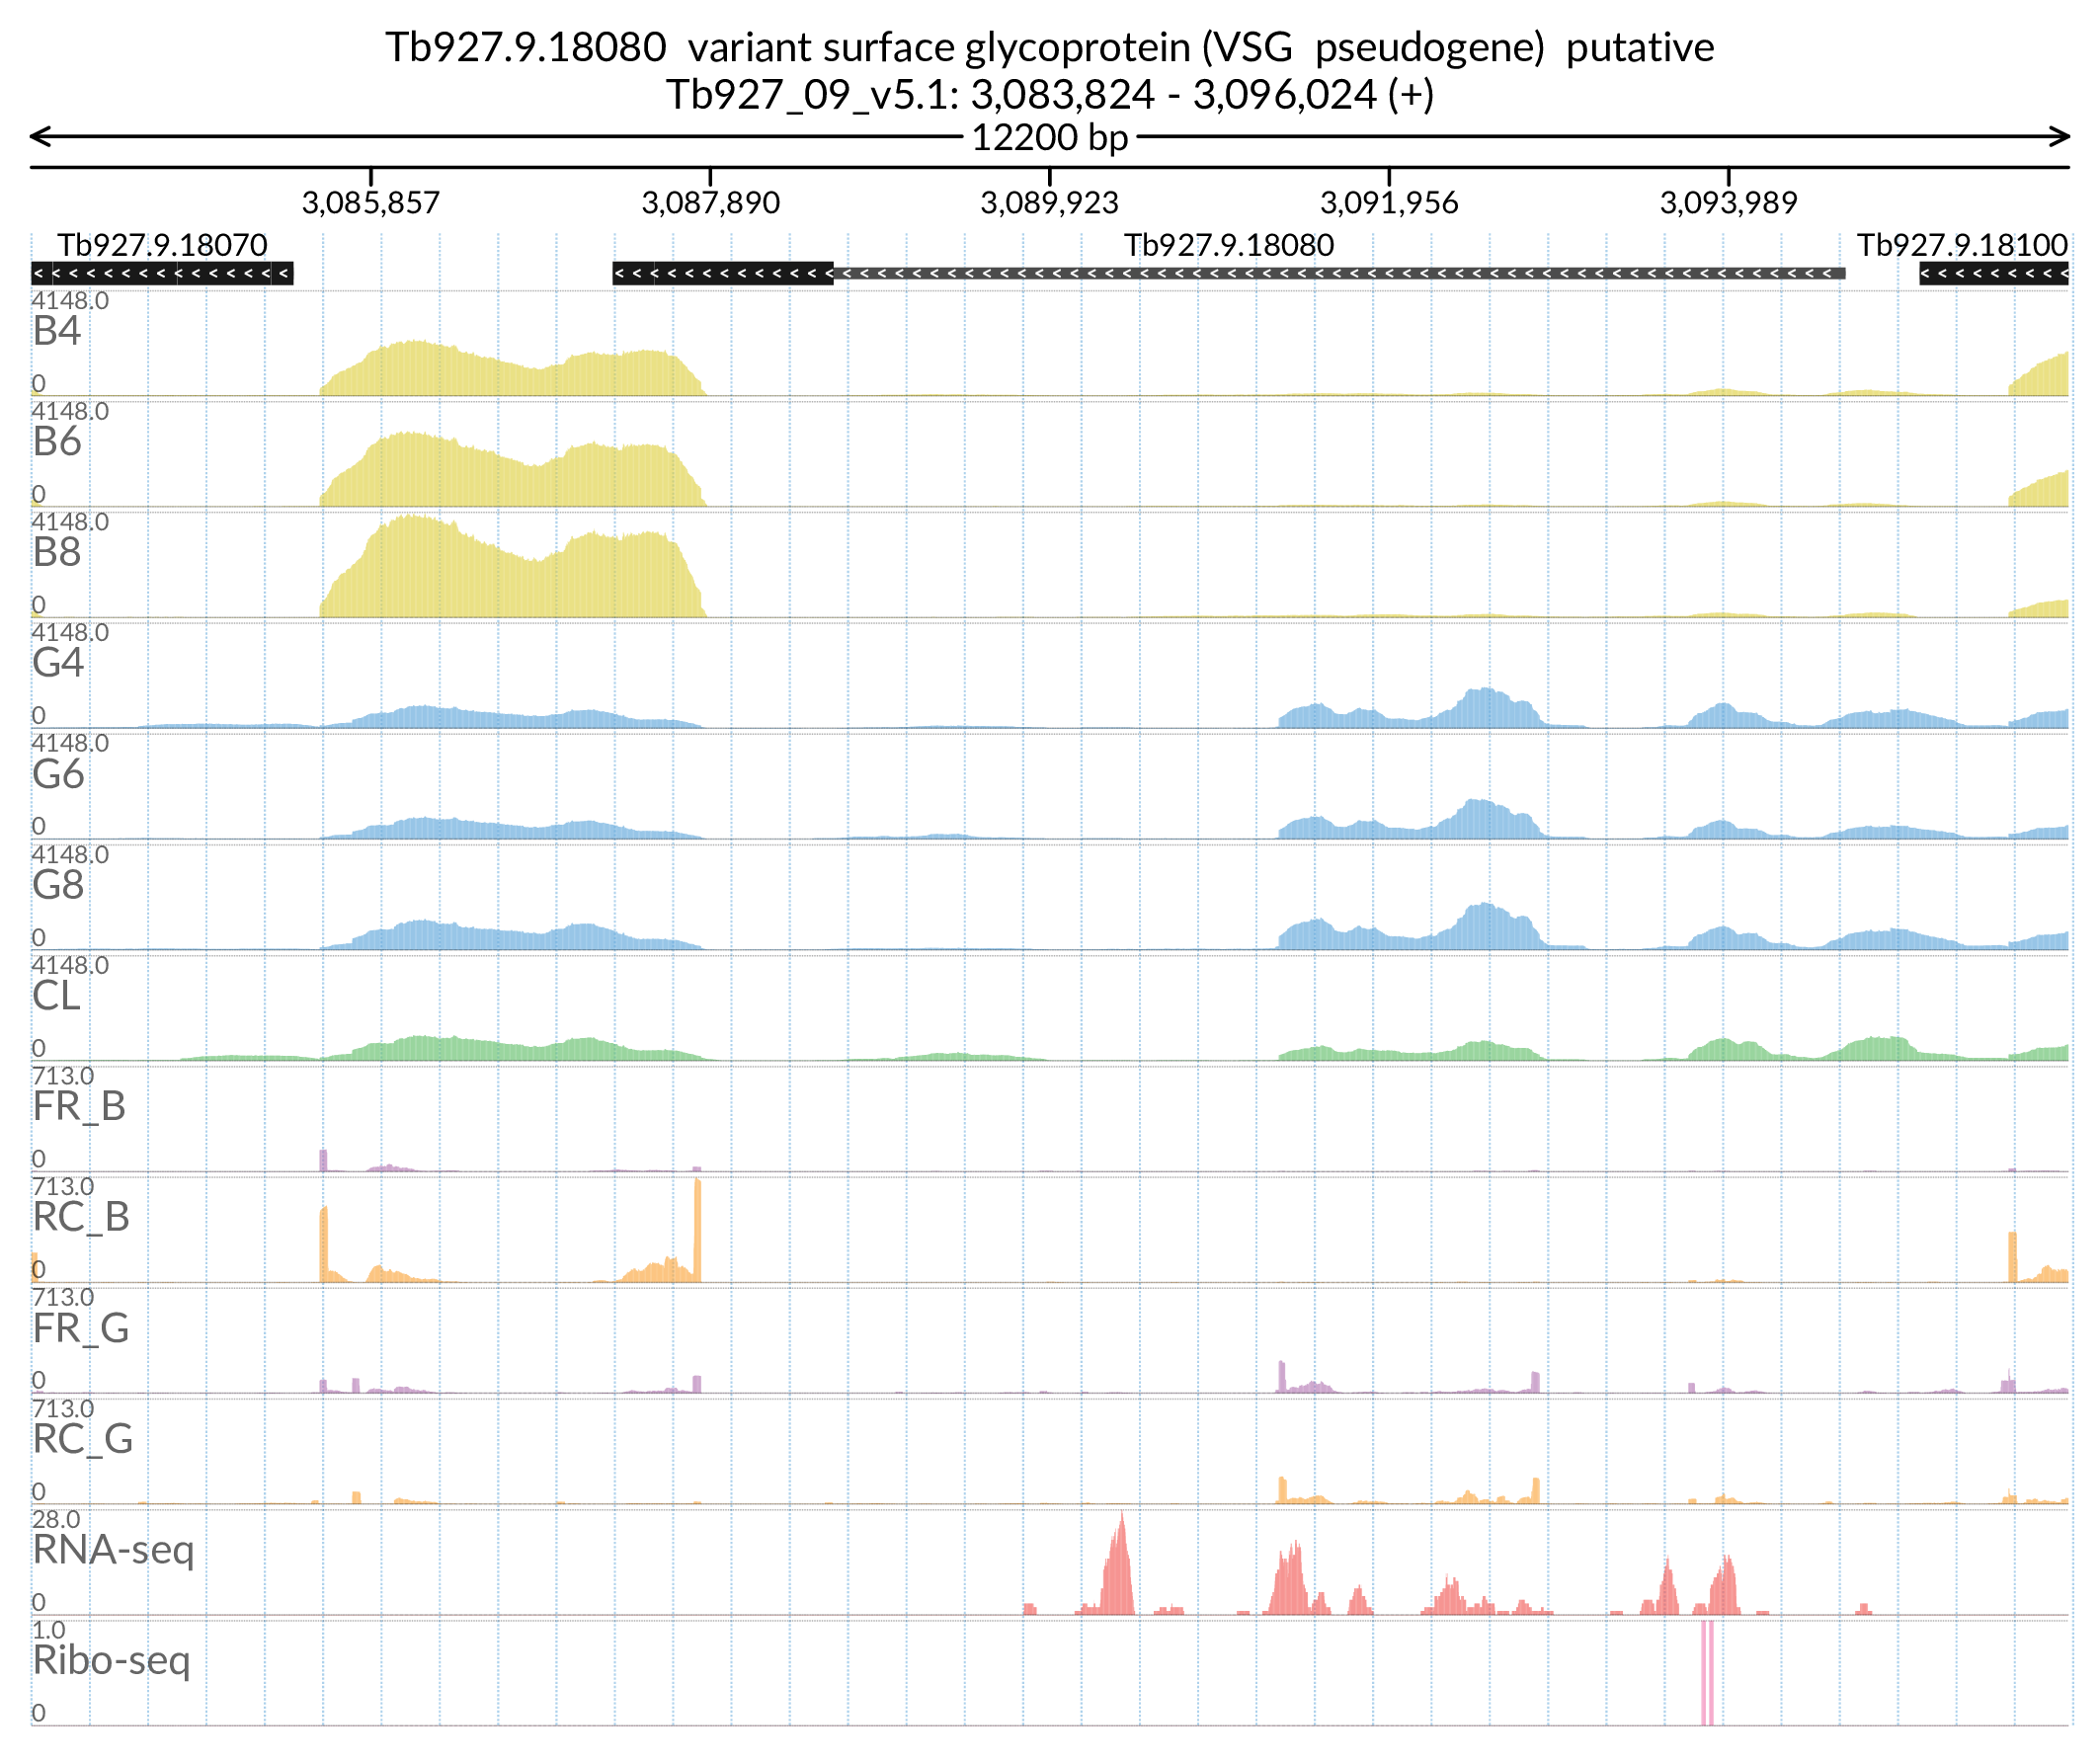 Tb927.9.18080 variant surface glycoprotein (VSG pseudogene) putative
Tb927_09_v5.1: 3,083,824 - 3,096,024 (+)
12200 bp
3,085,857 3,087,890 3,089,923 3,091,956 3,093,989
Tb927.9.18070 Tb927.9.18080 Tb927.9.18100
4148.0
B4
0
4148.0
B6
0
4148.0
B8
0
4148.0
G4
0
4148.0
G6
0
4148.0
G8
0
4148.0
CL
0
713.0
FR_B
0
713.0
RC_B
0
713.0
FR_G
0
713.0
RC_G
0
28.0
RNA-seq
0
1.0
Ribo-seq
0